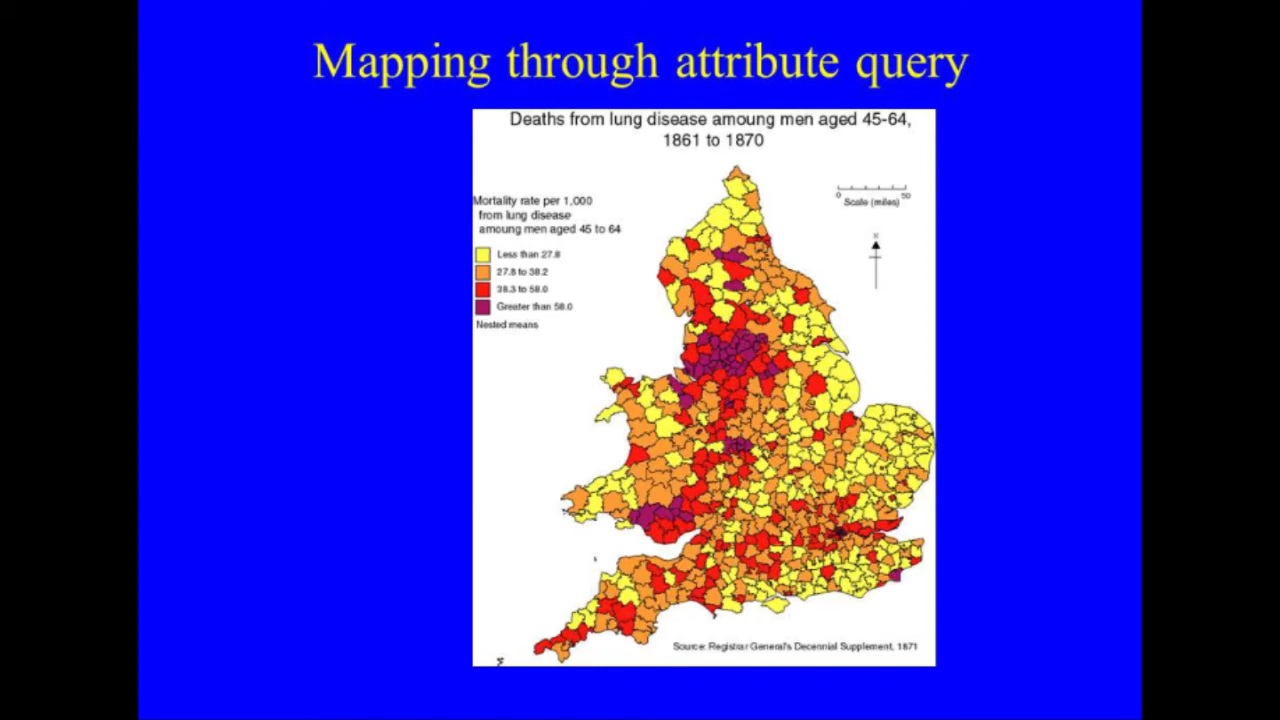 Mapping through attribute query
Deaths from lung disease amoung men aged 45-64,
1861 to 1870
Mortality rate per 1,000
from lung disease
amoung men aged 45 to 64
Less than 27.8
27.8 to 38.2
38.3 to 58.0
Greater than 58.0
Nested means
0 50
Scale (miles)
N
Source: Registrar General's Decennial Supplement, 1871